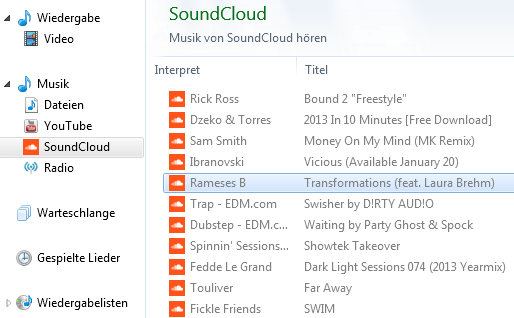 Wiedergabe
Video
Musik
Dateien
YouTube
SoundCloud
Radio
Warteschlange
Gespielte Lieder
Wiedergabelisten
SoundCloud
Musik von SoundCloud hören
Interpret Titel
Rick Ross Bound 2 "Freestyle"
Dzeko & Torres 2013 In 10 Minutes [Free Download]
Sam Smith Money On My Mind (MK Remix)
Ibranovski Vicious (Available January 20)
Rameses B Transformations (feat. Laura Brehm)
Trap - EDM.com Swisher by D!RTY AUD!O
Dubstep - EDM.c... Waiting by Party Ghost & Spock
Spinnin' Sessions... Showtek Takeover
Fedde Le Grand Dark Light Sessions 074 (2013 Yearmix)
Touliver Far Away
Fickle Friends SWIM